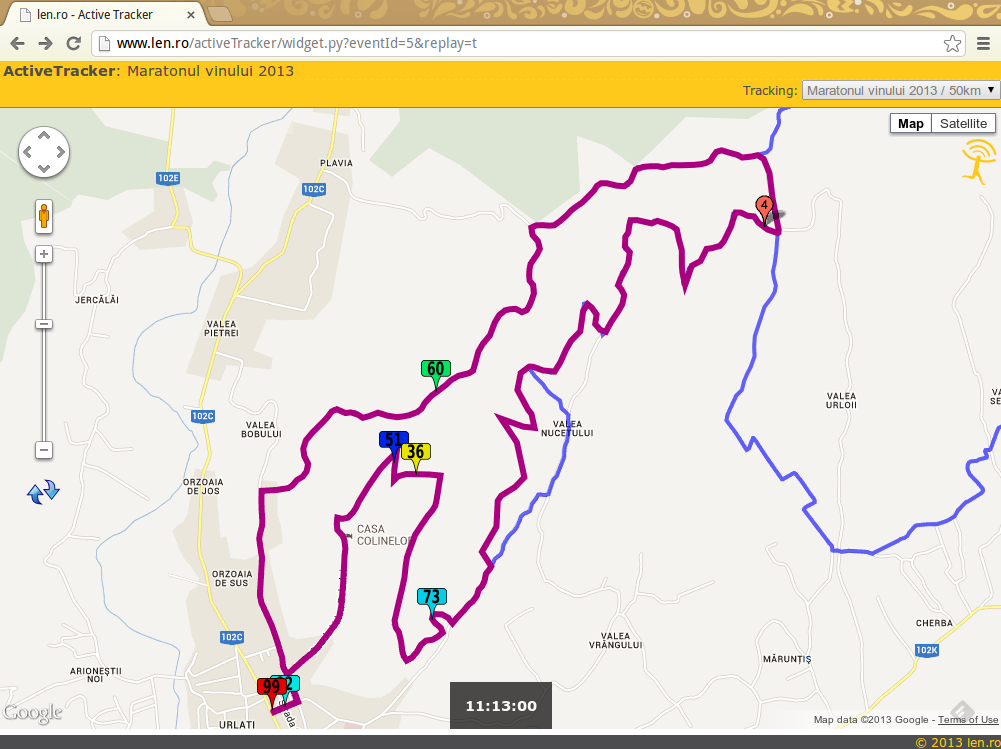 len.ro - Active Tracker
www.len.ro/activeTracker/widget.py?eventId=5&replay=t
ActiveTracker: Maratonul vinului 2013
Tracking: Maratonul vinului 2013 / 50km
Map Satellite
PLAVIA
102E
102C
4
JERCĂLĂI
VALEA
PIETREI
60
VALEA
URLOII
102C
VALEA
BOBULUI
VALEA
NUCETULUI
51
36
ORZOAIA
DE JOS
CASA
COLINELOR
ORZOAIA
DE SUS
73
102C
CHERBA
VALEA
VRÂNGULUI
102K
MĂRUNȚIȘ
ARIONEȘTII
NOI
99
2
URLATI
11:13:00
Google
Map data ©2013 Google - Terms of Use
© 2013 len.ro